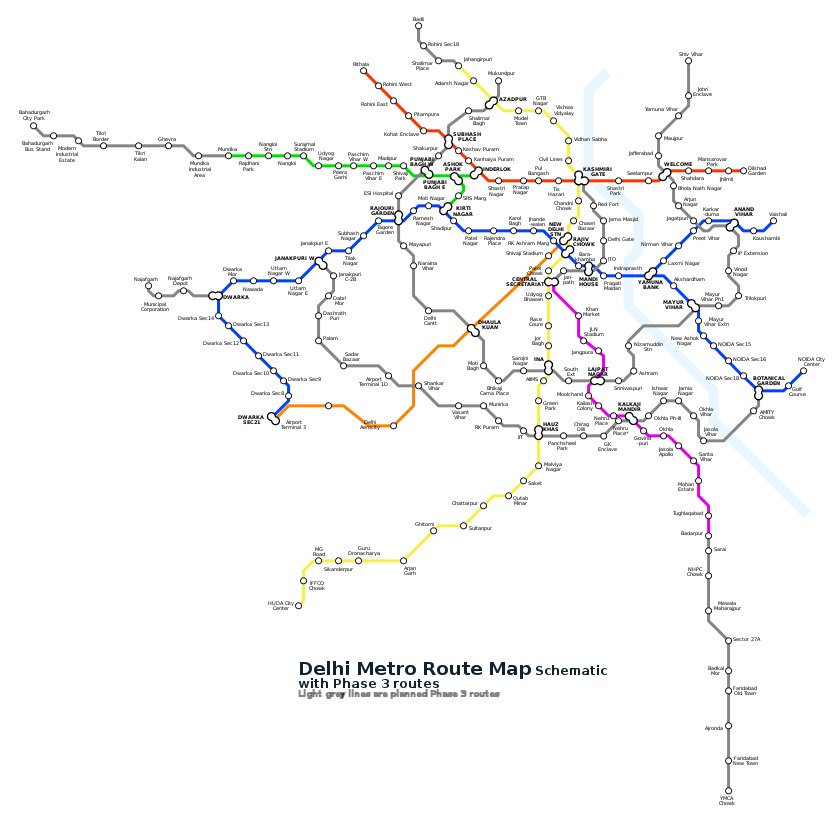 Badli
Rohini Sec18
Shalimar
Place
Jahangirpuri
Adarsh Nagar
Mukundpur
AZADPUR
Shalimar
Bagh
Model
Town
GTB
Nagar
Vishwa
Vidyalay
Vidhan Sabha
Civil Lines
Shiv Vihar
Johri
Enclave
Yamuna Vihar
Maujpur
Jafferabad
Rithala
Rohini West
Rohini East
Pitampura
Kohat Enclave
SUBHASH
PLACE
Shakurpur
Keshav Puram
Kanhaiya Puram
INDERLOK
Shastri
Nagar
Pratap
Nagar
Pul
Bangash
Tis
Hazari
KASHMIRI
GATE
Shastri
Park
Seelampur
WELCOME
Shahdara
Mansarovar
Park
Jhilmil
Dilshad
Garden
Bahadurgarh
City Park
Bahadurgarh
Bus Stand
Modern
Industrial
Estate
Tikri
Border
Tikri
Kalan
Ghevra
Mundka
Industrial
Area
Mundka
Rajdhani
Park
Nangloi
Stn
Nangloi
Surajmal
Stadium
Udyog
Nagar
Peera
Garhi
Paschim
Vihar W
Paschim
Vihar E
Madipur
Shivaji
Park
PUNJABI
BAGH W
PUNJABI
BAGH E
ASHOK
PARK
SRS Marg
ESI Hospital
RAJOURI
GARDEN
Moti Nagar
Ramesh
Nagar
Shadipur
KIRTI
NAGAR
Patel
Nagar
Rajendra
Place
Karol
Bagh
Jhande
-walan
RK Ashram Marg
Tagore
Garden
Subhash
Nagar
Tilak
Nagar
Janakpuri E
JANAKPURI W
Uttam
Nagar E
Uttam
Nagar W
Nawada
Dwarka
Mor
DWARKA
Najafgarh
Najafgarh
Depot
Municipal
Corporation
Dwarka Sec14
Dwarka Sec13
Dwarka Sec12
Dwarka Sec11
Dwarka Sec10
Dwarka Sec9
Dwarka Sec8
DWARKA
SEC21
Airport
Terminal 3
Delhi
Aerocity
Janakpuri
C-2B
Dabri
Mor
Dashrath
Puri
Palam
Sadar
Bazaar
Airport
Terminal 1D
Shankar
Vihar
Vasant
Vihar
Munirka
RK Puram
IIT
HAUZ
KHAS
Panchsheel
Park
Chirag
Dilli
GK
Enclave
Mayapuri
Naraina
Vihar
Delhi
Cantt
DHAULA
KUAN
Moti
Bagh
Bhikaji
Cama Place
Sarojni
Nagar
INA
South
Ext
LAJPAT
NAGAR
Srinivaspuri
Ashram
Nizamuddin
Stn
Chandni
Chowk
Chawri
Bazaar
NEW
DELHI
STN
Shivaji Stadium
RAJIV
CHOWK
Bara-
khamba
Patel
Chowk
CENTRAL
SECRETARIAT
Jan-
path
MANDI
HOUSE
Red Fort
Jama Masjid
Delhi Gate
ITO
Pragati
Maidan
Indraprasth
YAMUNA
BANK
Laxmi Nagar
Nirman Vihar
Preet Vihar
Jagatpuri
Arjun
Nagar
Bhola Nath Nagar
Karkar
-duma
ANAND
VIHAR
Kaushambi
Vaishali
IP Extension
Vinod
Nagar
Trilokpuri
Mayur
Vihar Ph1
MAYUR
VIHAR
Akshardham
Mayur
Vihar Extn
New Ashok
Nagar
NOIDA Sec15
NOIDA Sec16
NOIDA Sec18
BOTANICAL
GARDEN
Golf
Course
NOIDA City
Center
AMITY
Chowk
Udyog
Bhawan
Race
Course
Jor
Bagh
AIIMS
Green
Park
Khan
Market
JLN
Stadium
Jangpura
Moolchand
Kailash
Colony
Nehru
Place
KALKAJI
MANDIR
Nehru
Place*
Govind
-puri
Okhla Ph-III
Ishwar
Nagar
Jamia
Nagar
Okhla
Vihar
Jasola
Vihar
Okhla
Jasola
Apollo
Sarita
Vihar
Mohan
Estate
Tughlaqabad
Badarpur
Sarai
NHPC
Chowk
Mewala
Maharajpur
Sector 27A
Badkal
Mor
Faridabad
Old Town
Ajronda
Faridabad
New Town
YMCA
Chowk
Malviya
Nagar
Saket
Qutab
Minar
Chattarpur
Sultanpur
Ghitorni
Arjan
Garh
Guru
Dronacharya
Sikanderpur
MG
Road
IFFCO
Chowk
HUDA City
Center
Delhi Metro Route Map Schematic
with Phase 3 routes
Light grey lines are planned Phase 3 routes